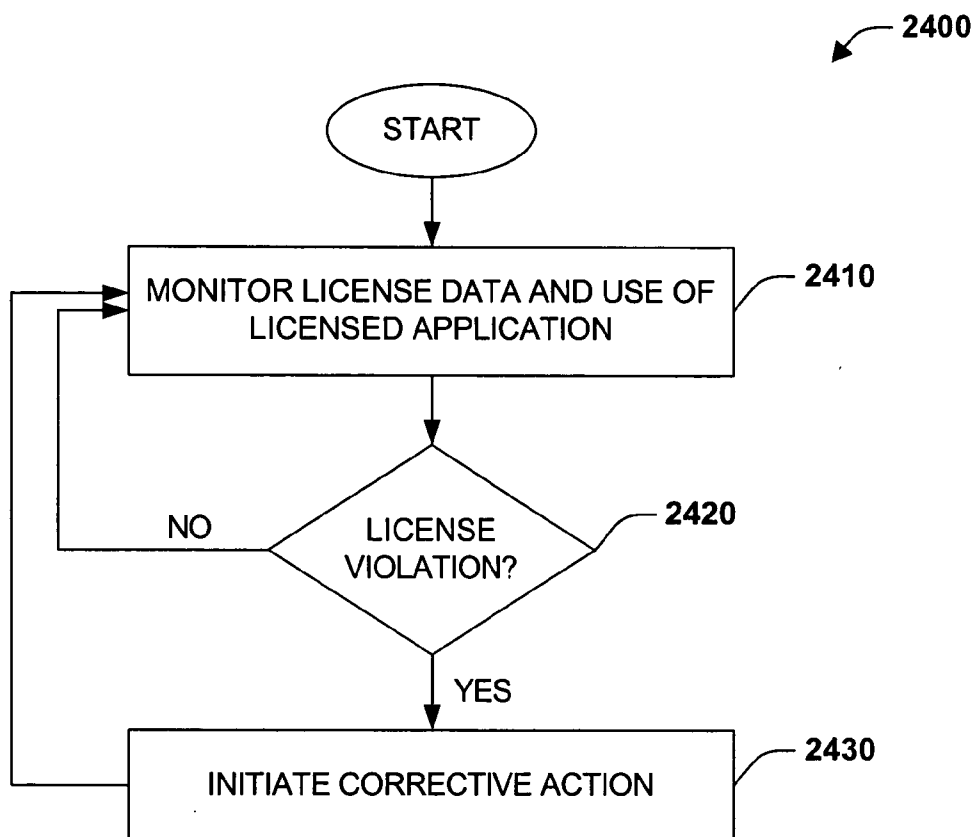 2400
START
MONITOR LICENSE DATA AND USE OF
LICENSED APPLICATION
2410
LICENSE
VIOLATION?
2420
NO
YES
INITIATE CORRECTIVE ACTION
2430